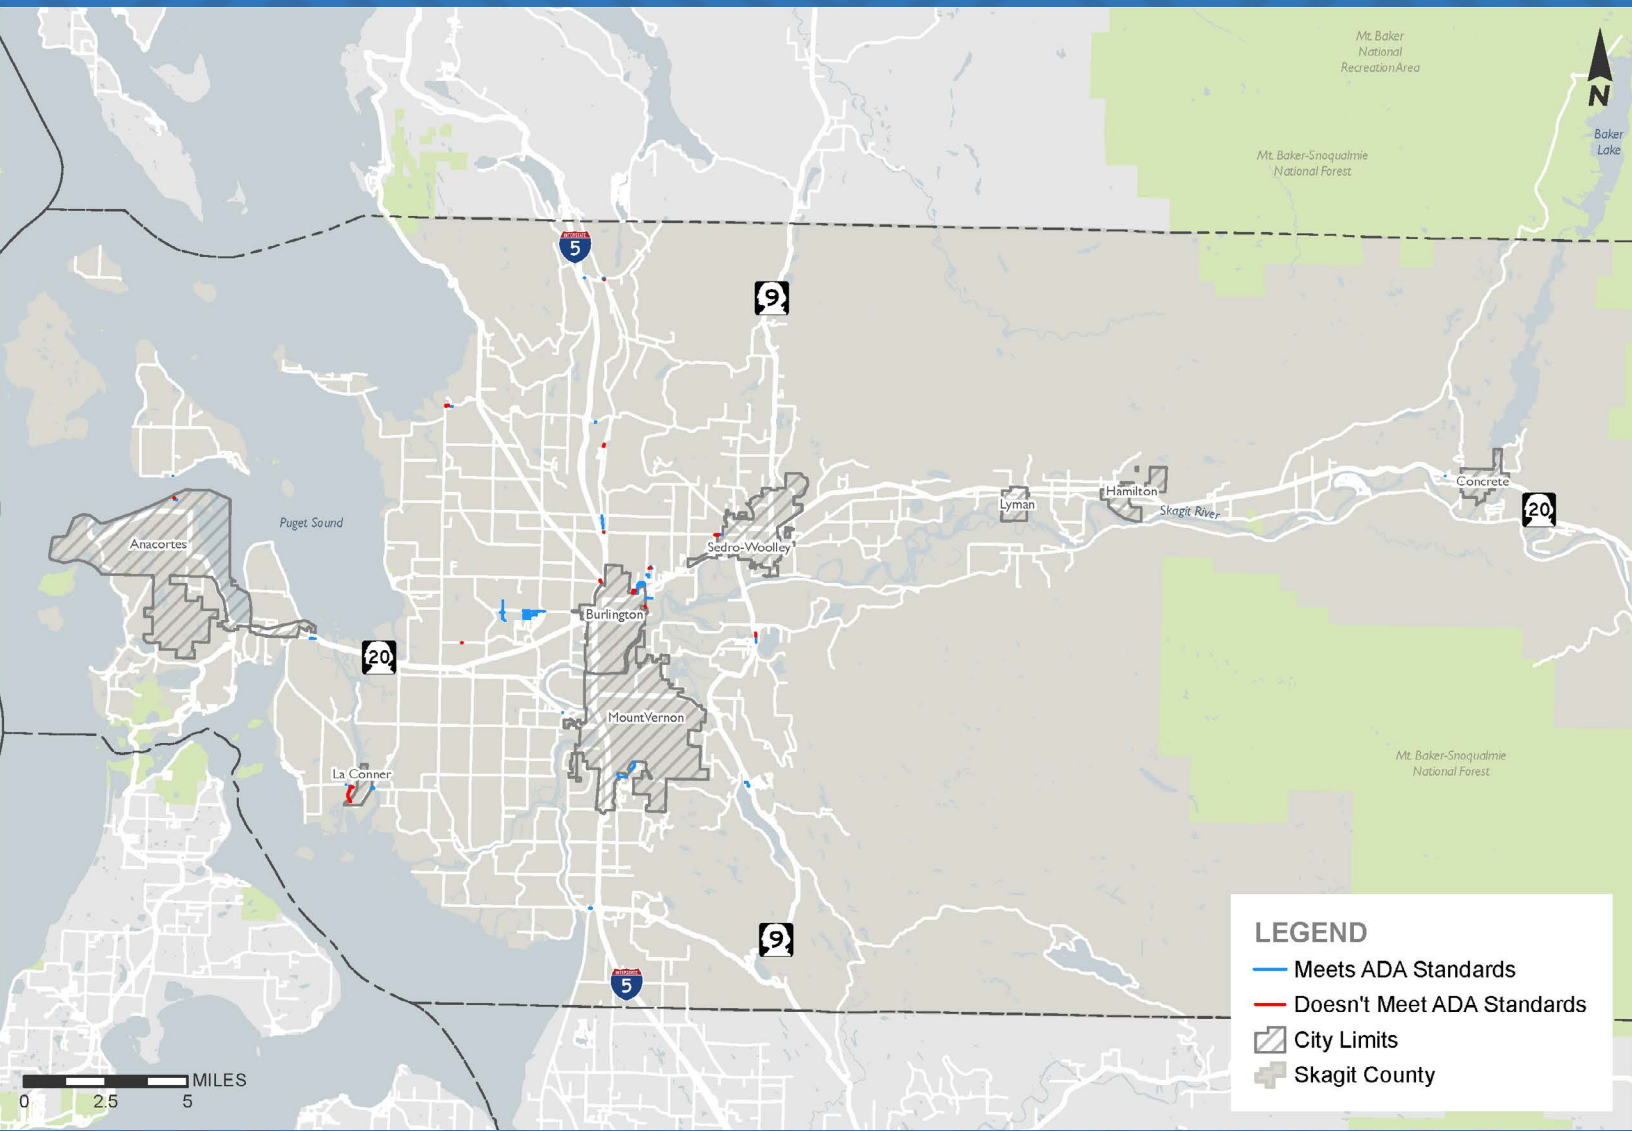 Mt. Baker
National
Recreation Area
N
Baker
Lake
Mt. Baker-Snoqualmie
National Forest
INTERSTATE
5
9
Puget Sound
Anacortes
Sedro-Woolley
Lyman
Hamilton
Skagit River
Concrete
20
Burlington
20
Mount Vernon
La Conner
Mt. Baker-Snoqualmie
National Forest
9
INTERSTATE
5
LEGEND
Meets ADA Standards
Doesn't Meet ADA Standards
City Limits
Skagit County
MILES
0 2.5 5